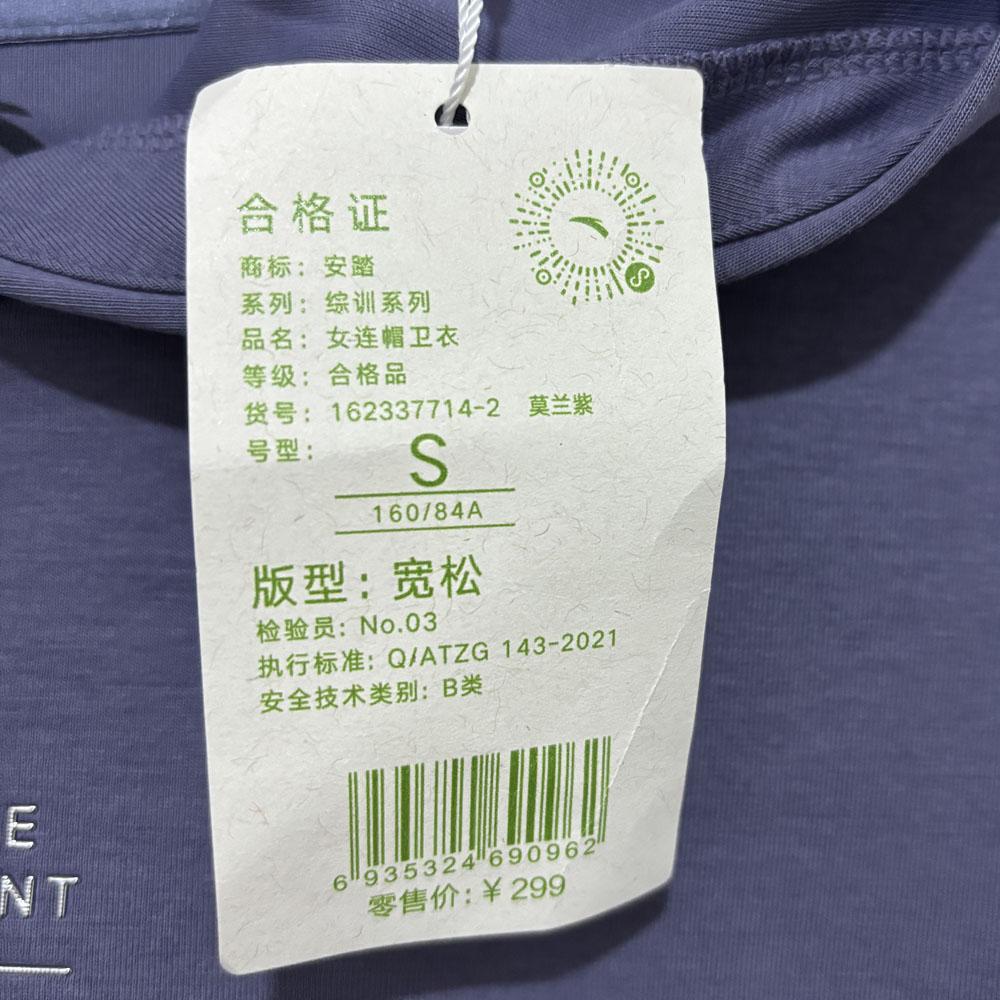 合格证
商标：安踏
系列：综训系列
品名：女连帽卫衣
等级：合格品
货号：162337714-2 莫兰紫
号型：
S
160/84A
版型：宽松
检验员：No.03
执行标准：Q/ATZG 143-2021
安全技术类别：B类
6 935324 690962
零售价：￥299
E
NT